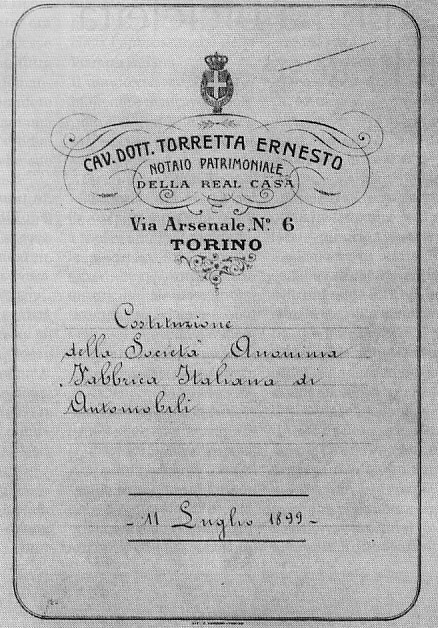 CAV. DOTT. TORRETTA ERNESTO
NOTAIO PATRIMONIALE
DELLA REAL CASA
Via Arsenale, N.º 6
TORINO
Costituzione
della Società Anonima
Fabbrica Italiana di
Automobili
- 11 Luglio 1899 -